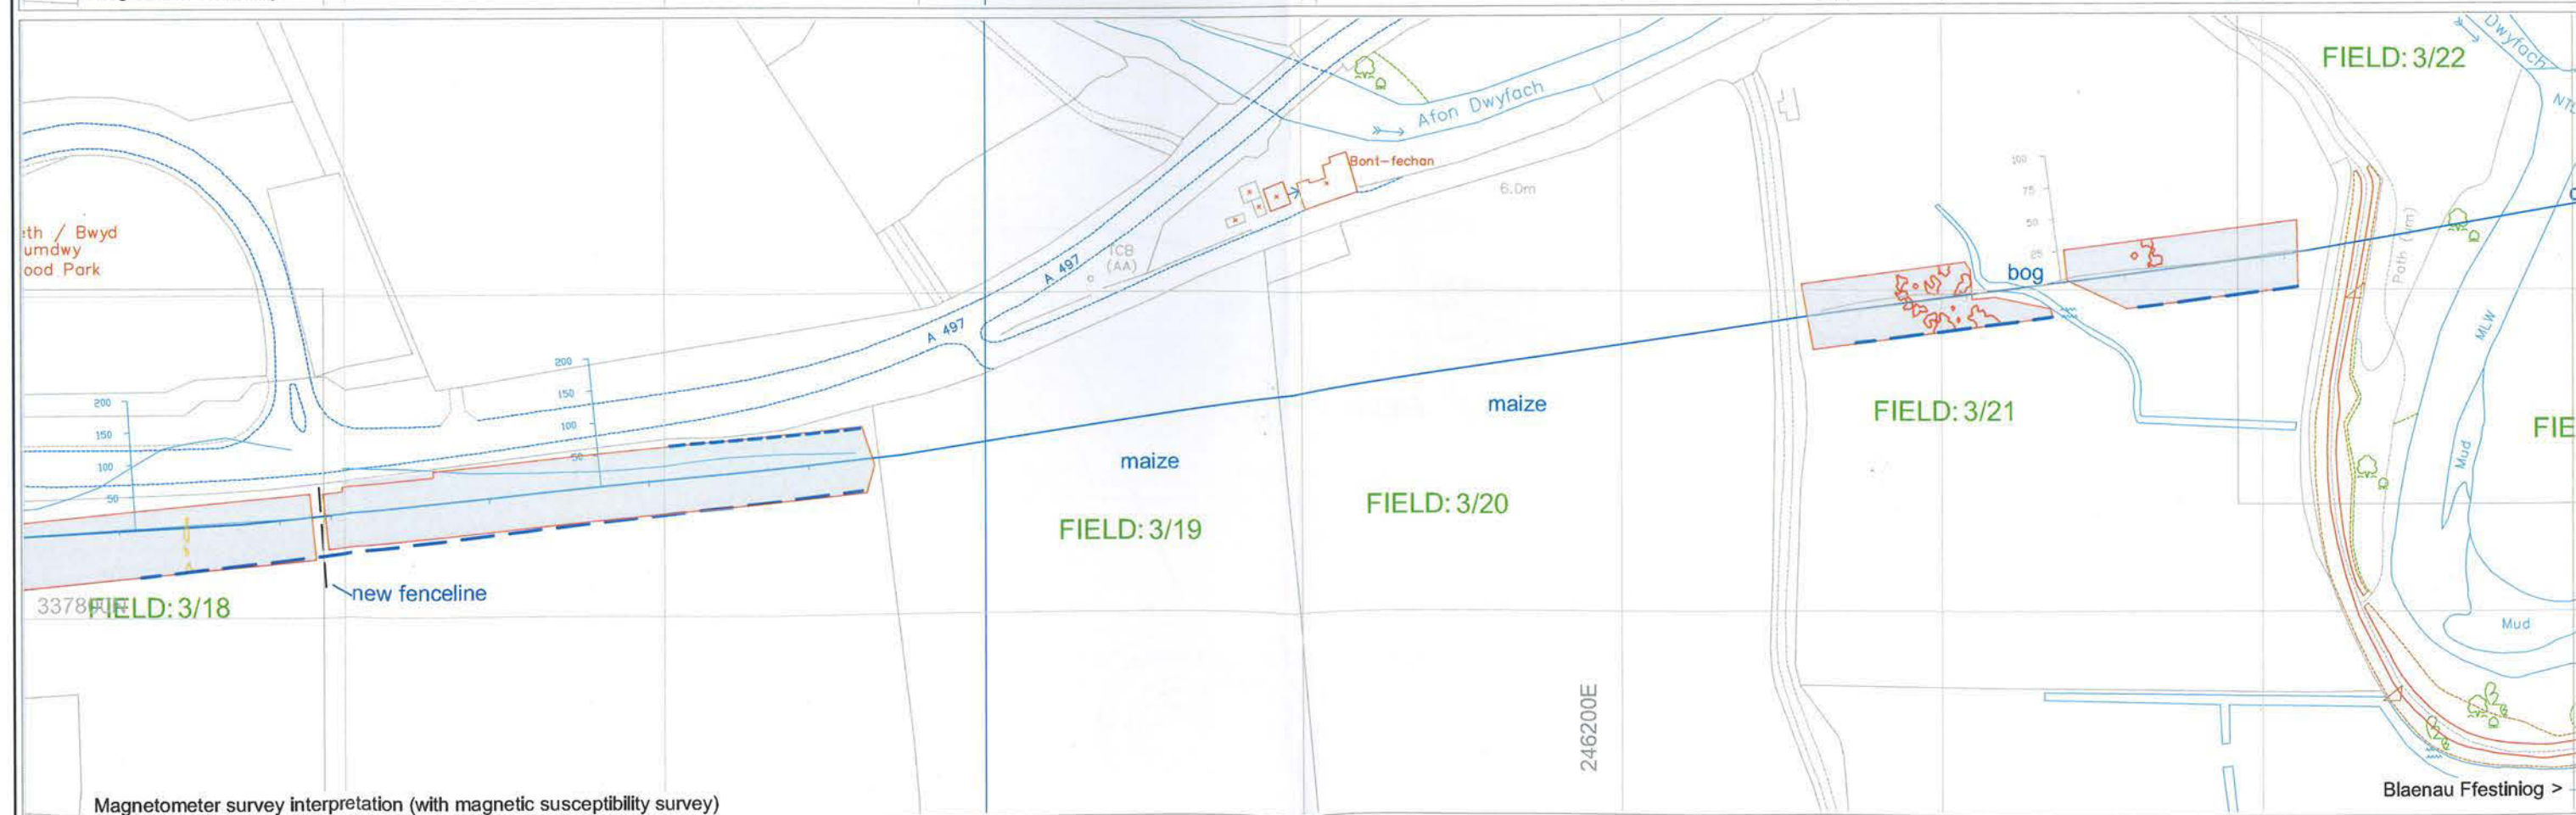 FIELD: 3/22
Dwyfach
Afon Dwyfach
Bont-fechan
6.0m
100
75
50
25
bog
Path (um)
MLW
Mud
Mud
/ Bwyd
umdwy
ood Park
TCB
(AA)
A 497
A 497
200
150
100
50
200
150
100
50
maize
maize
FIELD: 3/21
FIELD: 3/20
FIELD: 3/19
FIE
new fenceline
FIELD: 3/18
246200E
Magnetometer survey interpretation (with magnetic susceptibility survey)
Blaenau Ffestiniog >